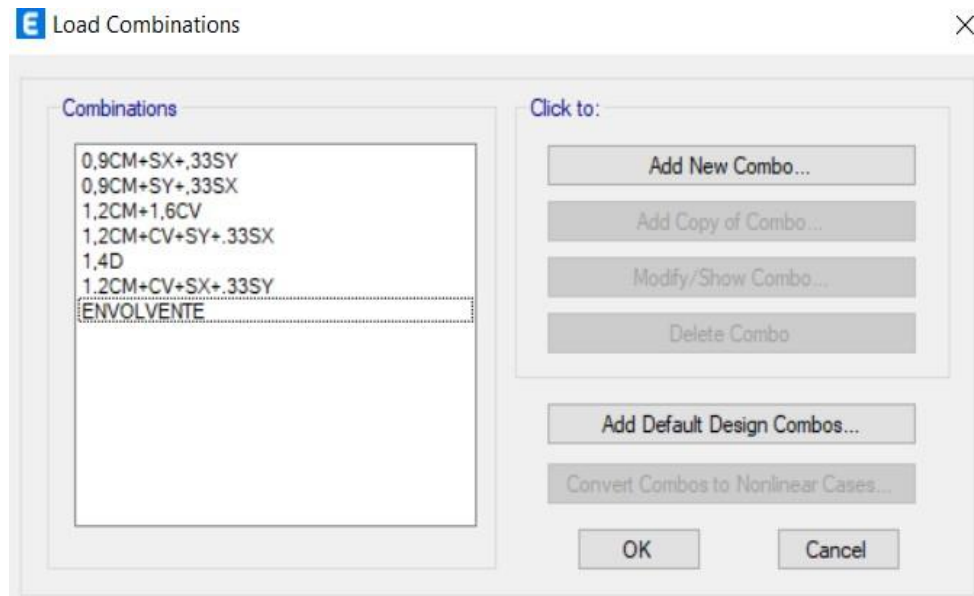 E Load Combinations
Combinations
0,9CM+SX+,33SY
0,9CM+SY+,33SX
1,2CM+1,6CV
1,2CM+CV+SY+.33SX
1,4D
1.2CM+CV+SX+.33SY
ENVOLVENTE
Click to:
Add New Combo...
Add Copy of Combo...
Modify/Show Combo...
Delete Combo
Add Default Design Combos...
Convert Combos to Nonlinear Cases...
OK
Cancel